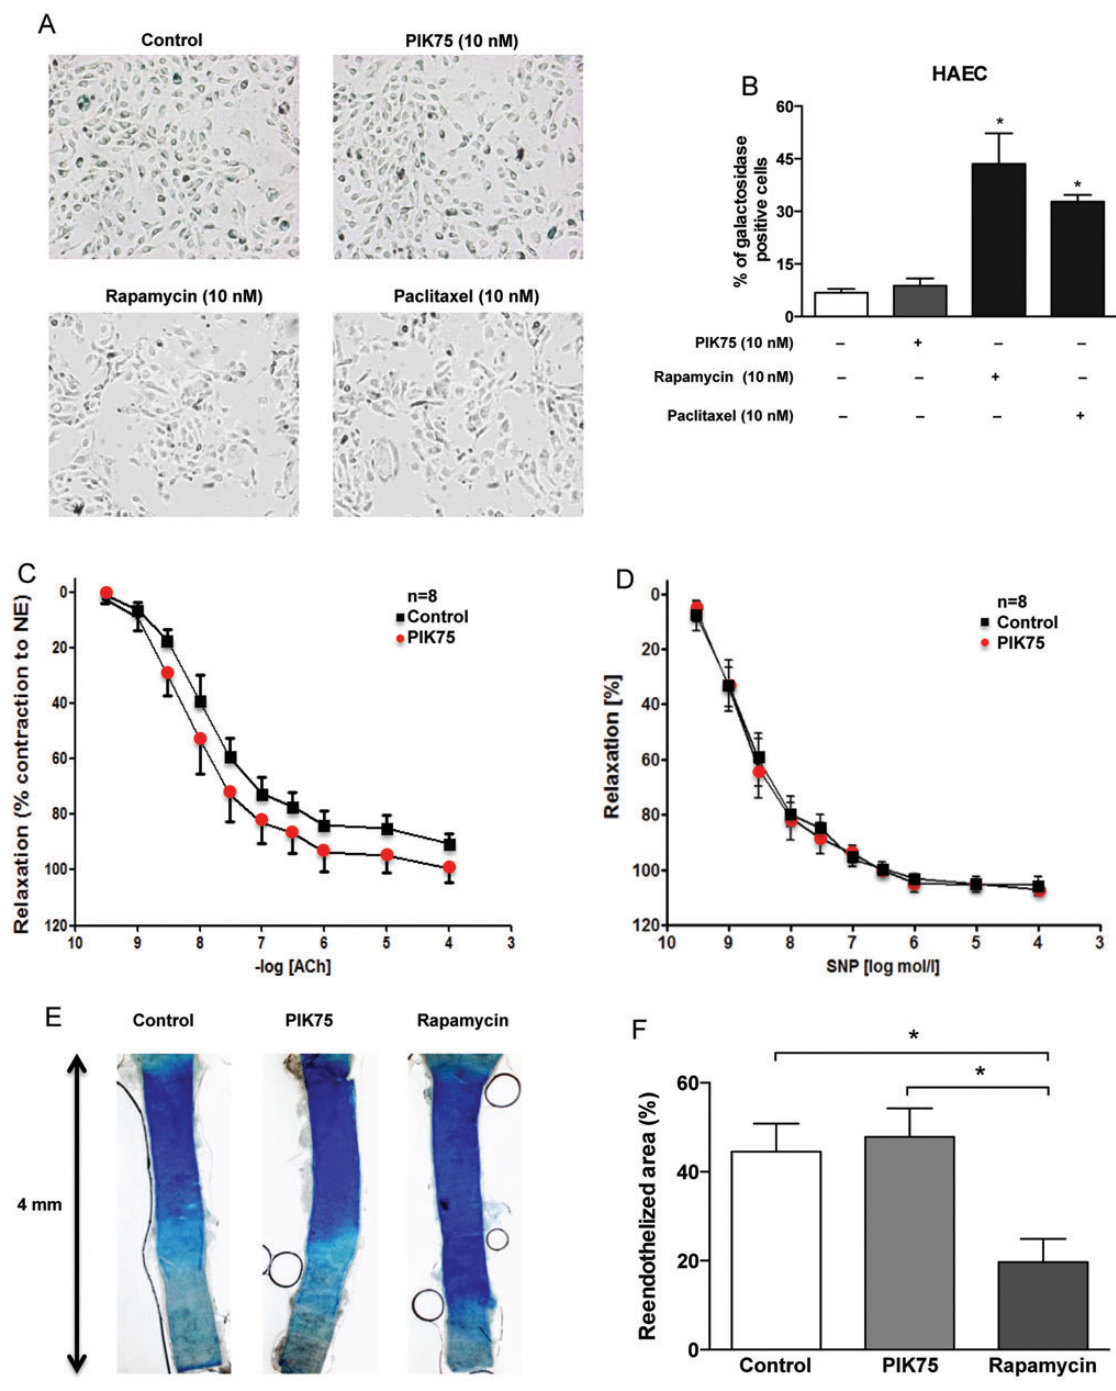 A
Control
PIK75 (10 nM)
Rapamycin (10 nM)
Paclitaxel (10 nM)
B
HAEC
% of galactosidase
positive cells
60
45
30
15
0
*
*
PIK75 (10 nM)
– + – –
Rapamycin (10 nM)
– – + –
Paclitaxel (10 nM)
– – – +
C
n=8
Control
PIK75
Relaxation (% contraction to NE)
0
20
40
60
80
100
120
10 9 8 7 6 5 4 3
-log [ACh]
D
n=8
Control
PIK75
Relaxation [%]
0
20
40
60
80
100
120
10 9 8 7 6 5 4 3
SNP [log mol/l]
E
Control
PIK75
Rapamycin
4 mm
F
*
*
Reendothelized area (%)
60
40
20
0
Control
PIK75
Rapamycin